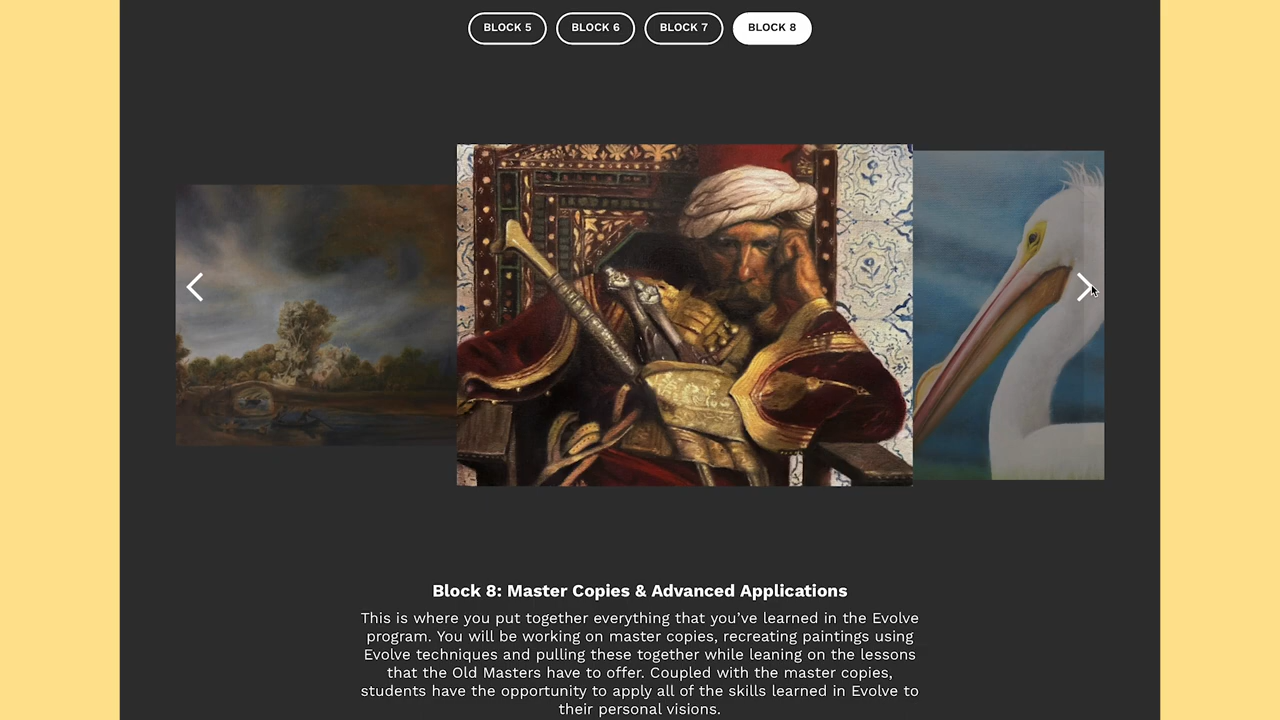 BLOCK 5 BLOCK 6 BLOCK 7 BLOCK 8
Block 8: Master Copies & Advanced Applications
This is where you put together everything that you’ve learned in the Evolve
program. You will be working on master copies, recreating paintings using
Evolve techniques and pulling these together while leaning on the lessons
that the Old Masters have to offer. Coupled with the master copies,
students have the opportunity to apply all of the skills learned in Evolve to
their personal visions.